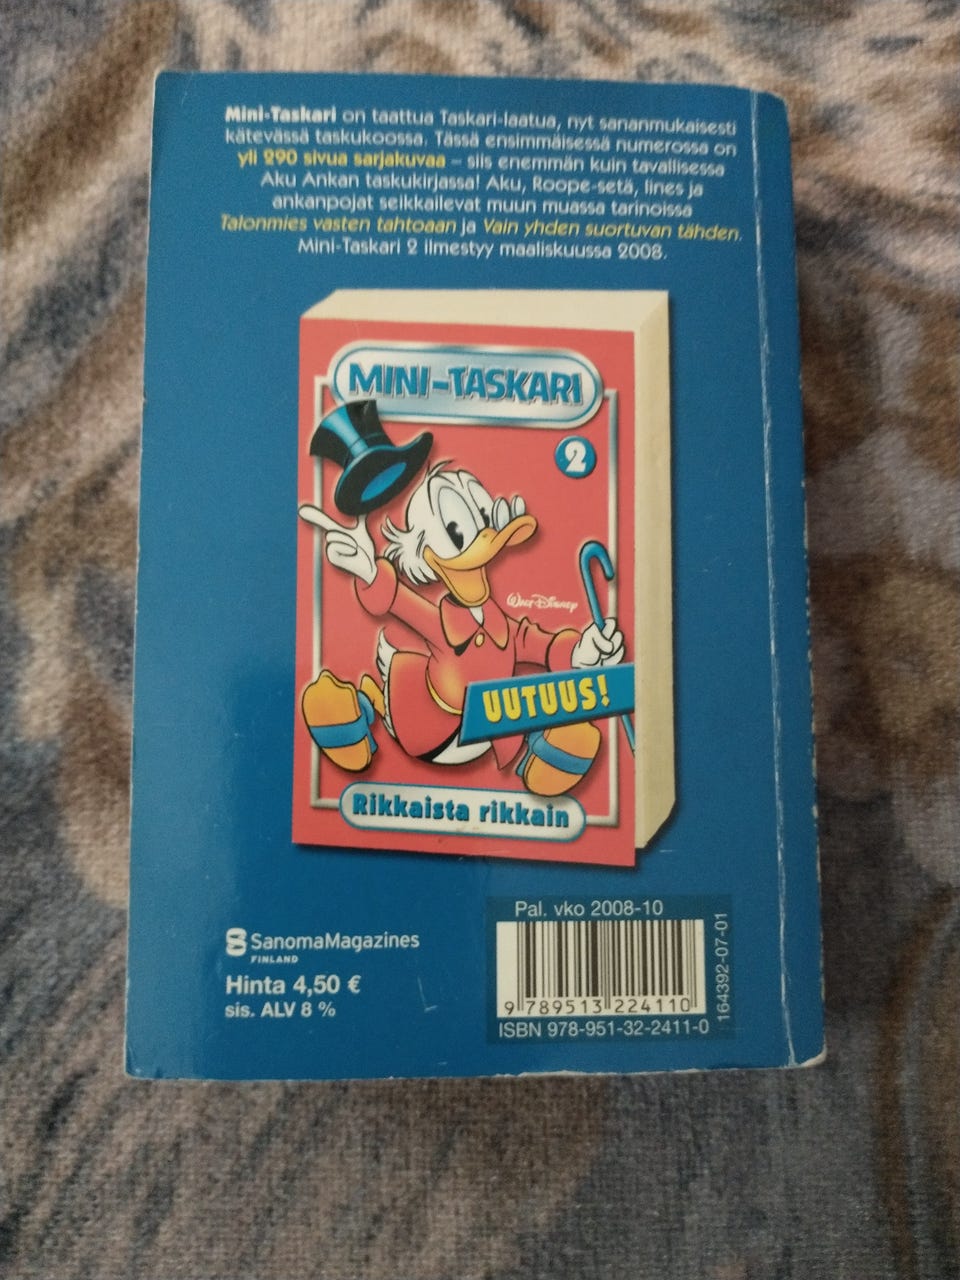 Mini-Taskari on taattua Taskari-laatua, nyt sananmukaisesti
kätevässä taskukoossa. Tässä ensimmäisessä numerossa on
yli 290 sivua sarjakuvaa – siis enemmän kuin tavallisessa
Aku Ankan taskukirjassa! Aku, Roope-setä, Iines ja
ankanpojat seikkailevat muun muassa tarinoissa
Talonmies vasten tahtoaan ja Vain yhden suortuvan tähden.
Mini-Taskari 2 ilmestyy maaliskuussa 2008.
MINI-TASKARI
2
Walt Disney
UUTUUS!
Rikkaista rikkain
SanomaMagazines
FINLAND
Hinta 4,50 €
sis. ALV 8 %
Pal. vko 2008-10
9 789513 224110
ISBN 978-951-32-2411-0
164392-07-01